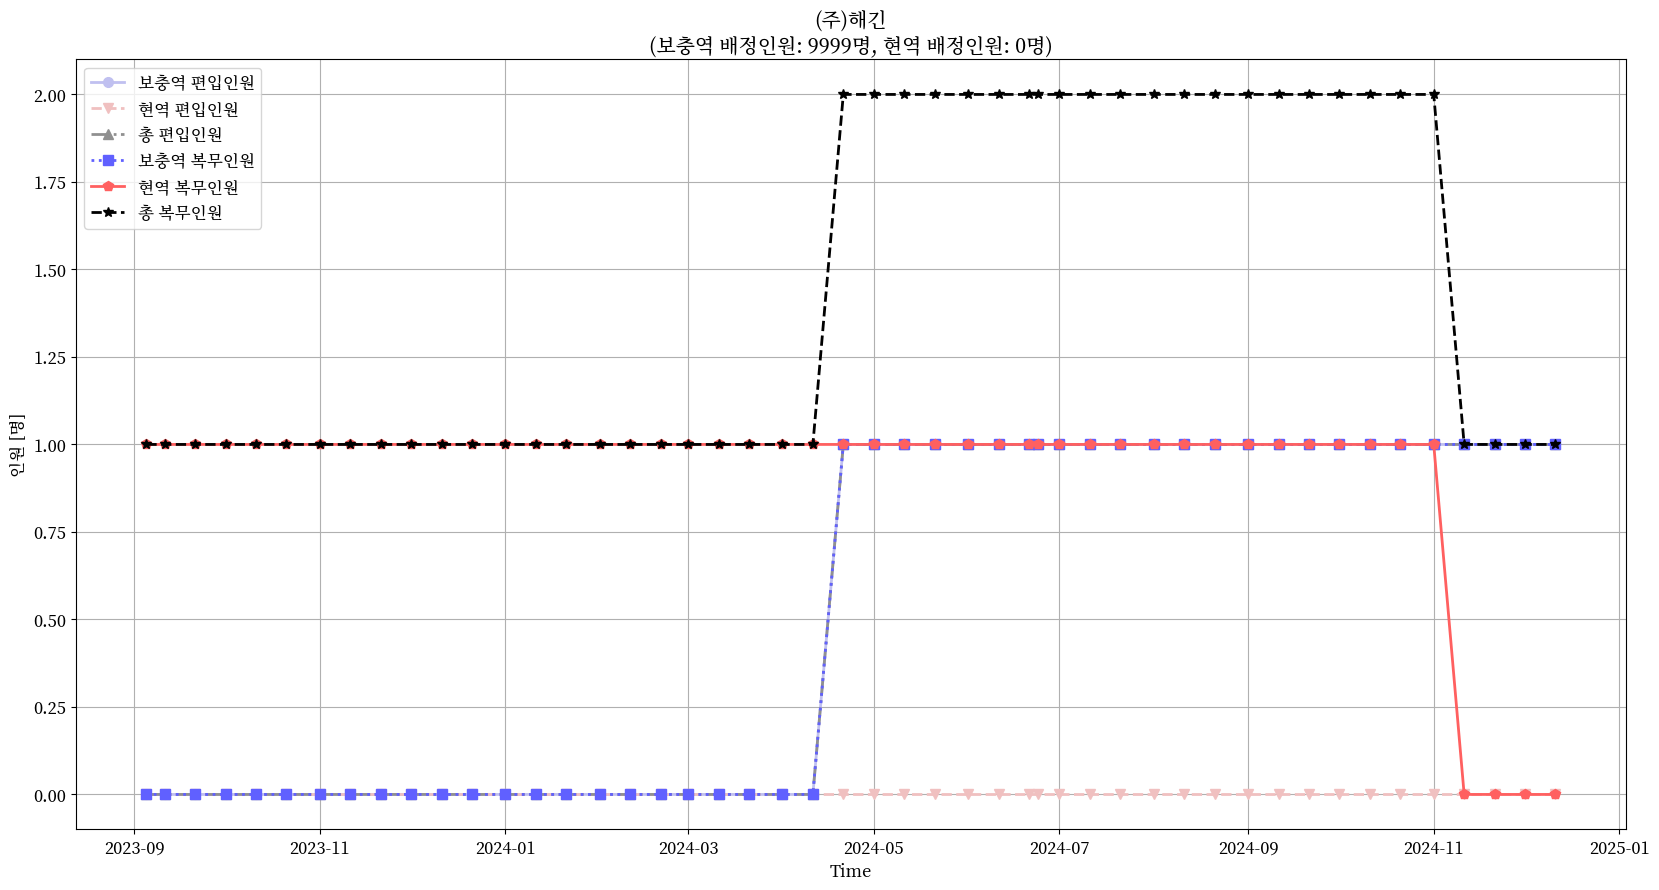 (주)해긴
(보충역 배정인원: 9999명, 현역 배정인원: 0명)
보충역 편입인원
현역 편입인원
총 편입인원
보충역 복무인원
현역 복무인원
총 복무인원
2.00
1.75
1.50
1.25
1.00
0.75
0.50
0.25
0.00
인원 [명]
2023-09
2023-11
2024-01
2024-03
2024-05
2024-07
2024-09
2024-11
2025-01
Time